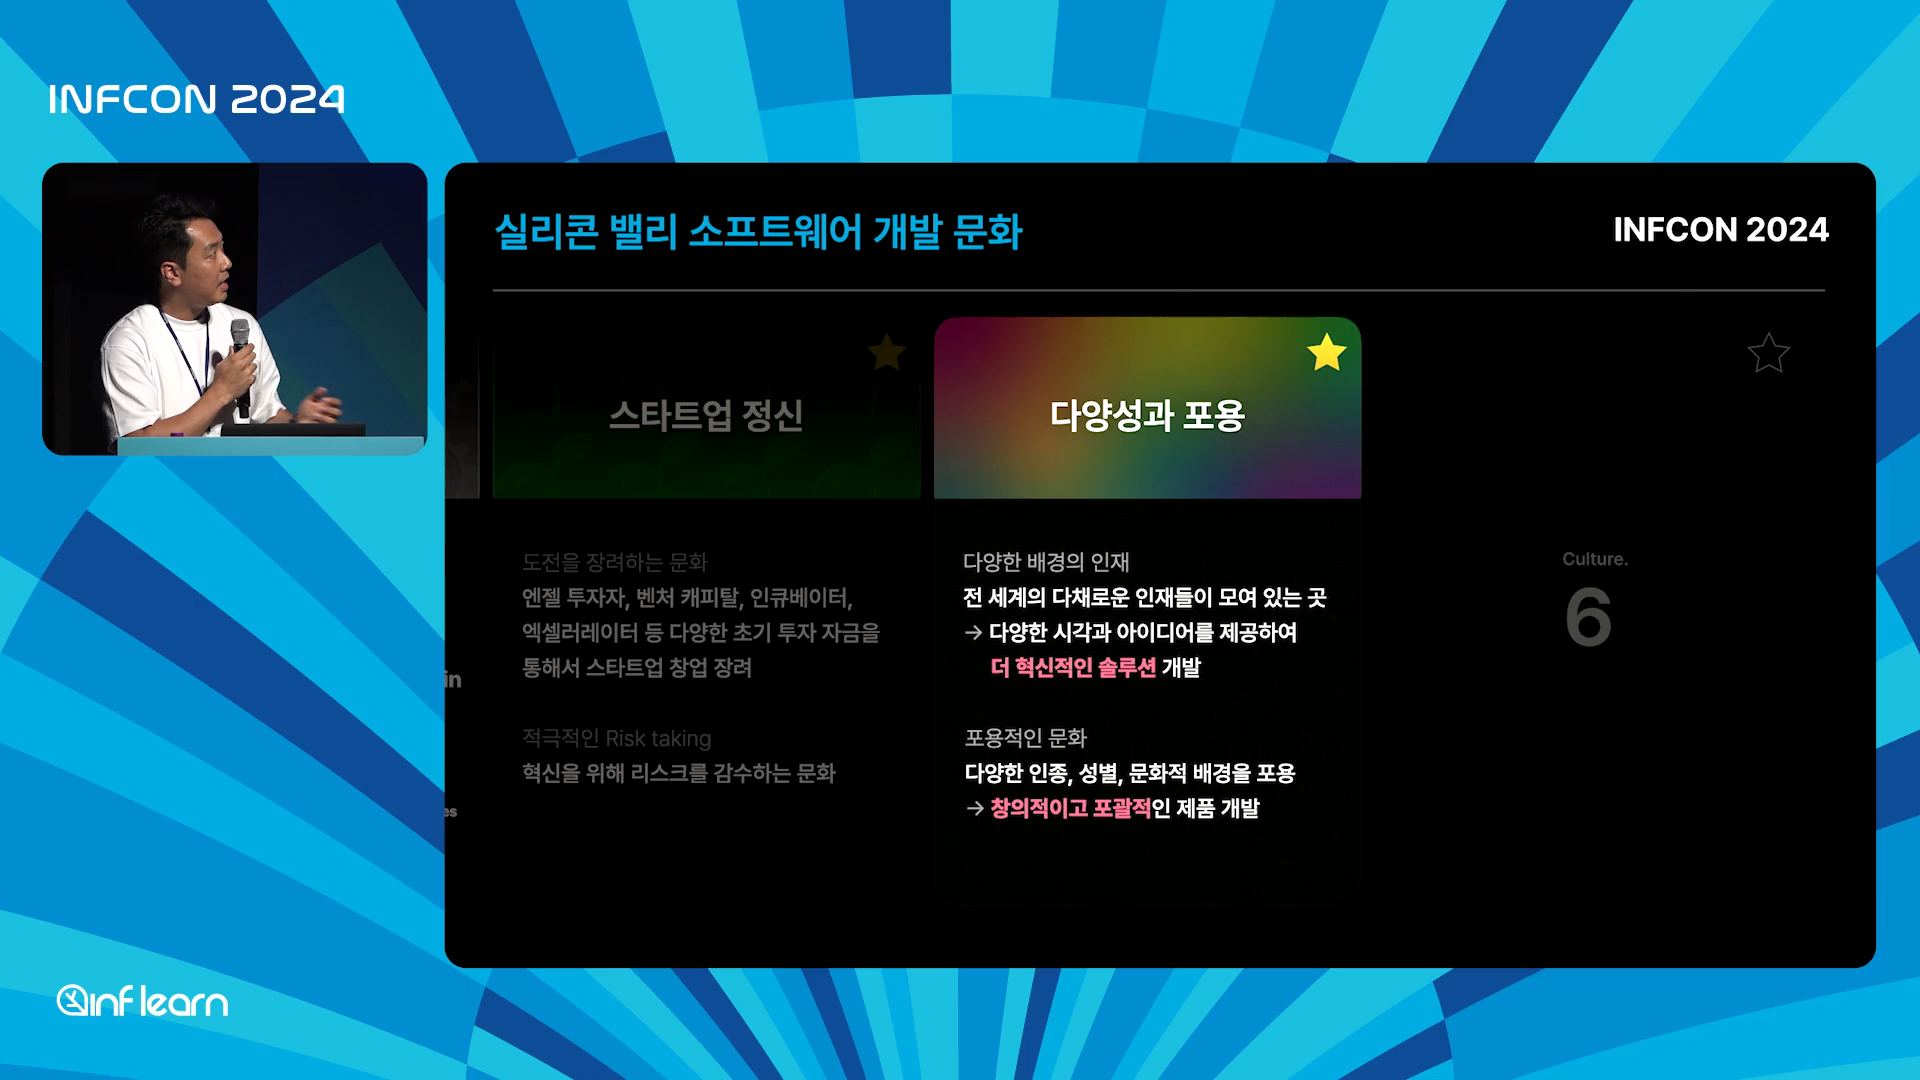 INFCON 2024
실리콘 밸리 소프트웨어 개발 문화
INFCON 2024
in
es
스타트업 정신
도전을 장려하는 문화
엔젤 투자자, 벤처 캐피탈, 인큐베이터,
엑셀러레이터 등 다양한 초기 투자 자금을
통해서 스타트업 창업 장려
적극적인 Risk taking
혁신을 위해 리스크를 감수하는 문화
다양성과 포용
다양한 배경의 인재
전 세계의 다채로운 인재들이 모여 있는 곳
→ 다양한 시각과 아이디어를 제공하여
더 혁신적인 솔루션 개발
포용적인 문화
다양한 인종, 성별, 문화적 배경을 포용
→ 창의적이고 포괄적인 제품 개발
Culture.
6
inflearn